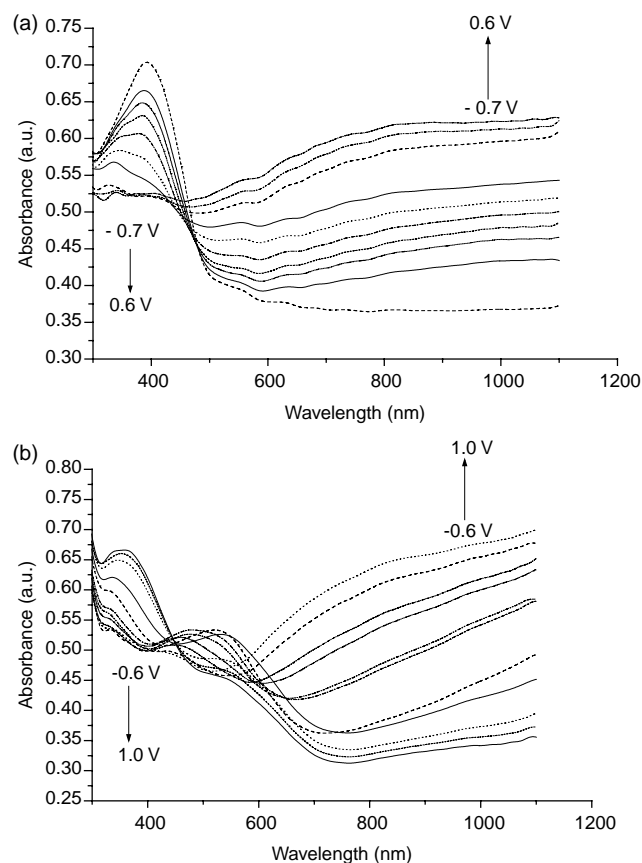 (a)
0.6 V
- 0.7 V
0.75
0.70
0.65
0.60
0.55
0.50
0.45
0.40
0.35
0.30
Absorbance (a.u.)
- 0.7 V
0.6 V
400 600 800 1000 1200
Wavelength (nm)
(b)
1.0 V
-0.6 V
0.80
0.75
0.70
0.65
0.60
0.55
0.50
0.45
0.40
0.35
0.30
0.25
Absorbance (a.u.)
-0.6 V
1.0 V
400 600 800 1000 1200
Wavelength (nm)